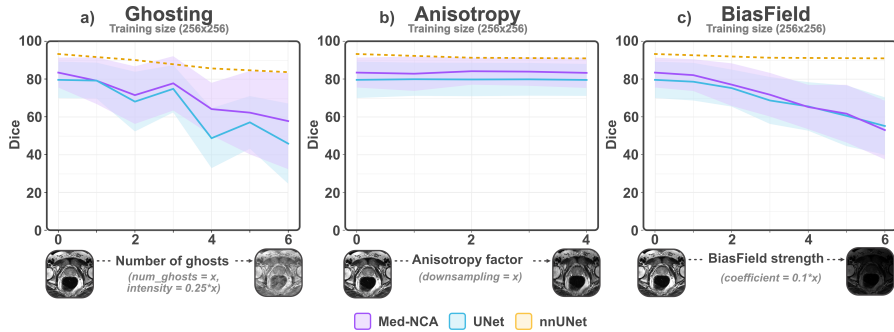 a) Ghosting
Training size (256x256)
b) Anisotropy
Training size (256x256)
c) BiasField
Training size (256x256)
Dice
100
80
60
40
20
0
0 2 4 6
Number of ghosts
(num_ghosts = x,
intensity = 0.25*x)
Dice
100
80
60
40
20
0
0 2 4
Anisotropy factor
(downsampling = x)
Dice
100
80
60
40
20
0
0 2 4 6
BiasField strength
(coefficient = 0.1*x)
Med-NCA UNet nnUNet